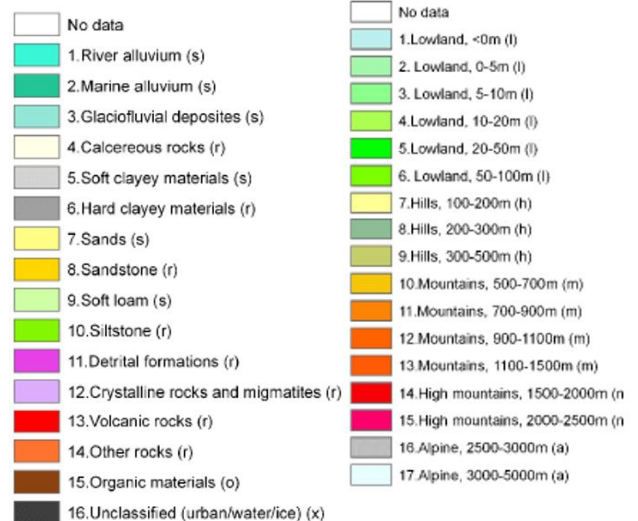 No data
1.River alluvium (s)
2.Marine alluvium (s)
3.Glaciofluvial deposites (s)
4.Calcereous rocks (r)
5.Soft clayey materials (s)
6.Hard clayey materials (r)
7.Sands (s)
8.Sandstone (r)
9.Soft loam (s)
10.Siltstone (r)
11.Detrital formations (r)
12.Crystalline rocks and migmatites (r)
13.Volcanic rocks (r)
14.Other rocks (r)
15.Organic materials (o)
16.Unclassified (urban/water/ice) (x)
No data
1.Lowland, <0m (l)
2. Lowland, 0-5m (l)
3. Lowland, 5-10m (l)
4.Lowland, 10-20m (l)
5.Lowland, 20-50m (l)
6. Lowland, 50-100m (l)
7.Hills, 100-200m (h)
8.Hills, 200-300m (h)
9.Hills, 300-500m (h)
10.Mountains, 500-700m (m)
11.Mountains, 700-900m (m)
12.Mountains, 900-1100m (m)
13.Mountains, 1100-1500m (m)
14.High mountains, 1500-2000m (n
15.High mountains, 2000-2500m (n
16.Alpine, 2500-3000m (a)
17.Alpine, 3000-5000m (a)